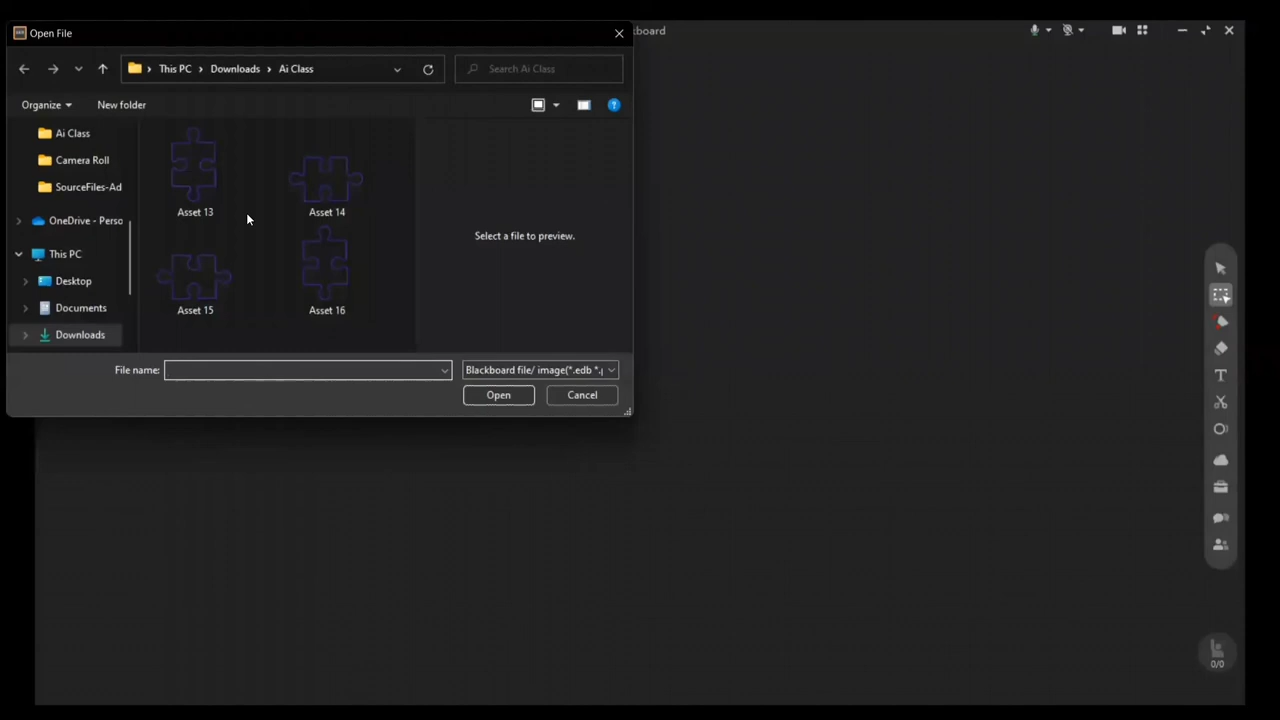 Open File
kboard
This PC
Downloads
Ai Class
Search Ai Class
Organize
New folder
Ai Class
Camera Roll
SourceFiles-Ad
OneDrive - Perso
This PC
Desktop
Documents
Downloads
Asset 13
Asset 14
Asset 15
Asset 16
Select a file to preview.
File name:
Blackboard file/ image(*.edb *.
Open
Cancel
0/0